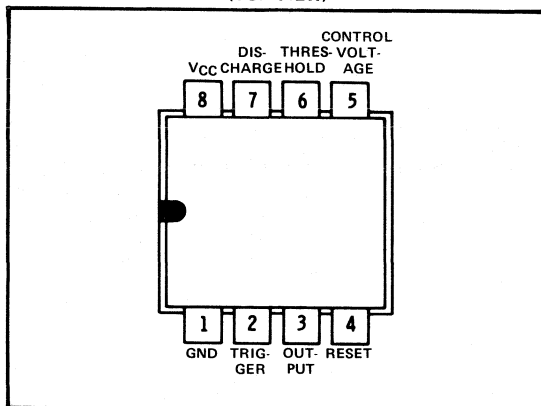 CONTROL
DIS- THRES- VOLT-
VCC CHARGE HOLD AGE
8 7 6 5
1 2 3 4
GND TRIG- OUT- RESET
GER PUT